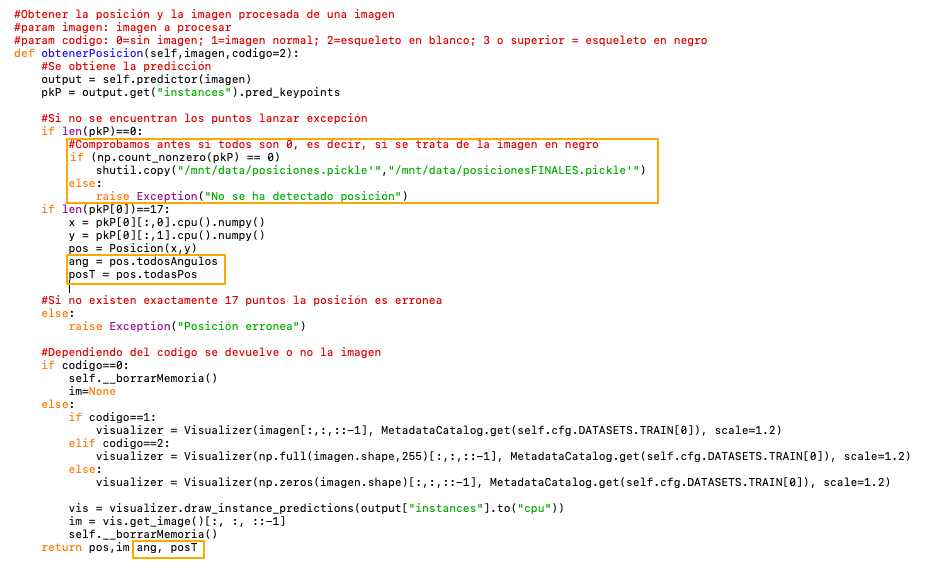 #Obtener la posición y la imagen procesada de una imagen
#param imagen: imagen a procesar
#param codigo: 0=sin imagen; 1=imagen normal; 2=esqueleto en blanco; 3 o superior = esqueleto en negro
def obtenerPosicion(self,imagen,codigo=2):
    #Se obtiene la predicción
    output = self.predictor(imagen)
    pkP = output.get("instances").pred_keypoints

    #Si no se encuentran los puntos lanzar excepción
    if len(pkP)==0:
        #Comprobamos antes si todos son 0, es decir, si se trata de la imagen en negro
        if (np.count_nonzero(pkP) == 0)
            shutil.copy("/mnt/data/posiciones.pickle'","/mnt/data/posicionesFINALES.pickle'")
        else:
            raise Exception("No se ha detectado posición")
    if len(pkP[0])==17:
        x = pkP[0][:,0].cpu().numpy()
        y = pkP[0][:,1].cpu().numpy()
        pos = Posicion(x,y)
        ang = pos.todosAngulos
        posT = pos.todasPos

    #Si no existen exactamente 17 puntos la posición es erronea
    else:
        raise Exception("Posición erronea")

    #Dependiendo del codigo se devuelve o no la imagen
    if codigo==0:
        self.__borrarMemoria()
        im=None
    else:
        if codigo==1:
            visualizer = Visualizer(imagen[:,:,::-1], MetadataCatalog.get(self.cfg.DATASETS.TRAIN[0]), scale=1.2)
        elif codigo==2:
            visualizer = Visualizer(np.full(imagen.shape,255)[:,:,::-1], MetadataCatalog.get(self.cfg.DATASETS.TRAIN[0]), scale=1.2)
        else:
            visualizer = Visualizer(np.zeros(imagen.shape)[:,:,::-1], MetadataCatalog.get(self.cfg.DATASETS.TRAIN[0]), scale=1.2)

        vis = visualizer.draw_instance_predictions(output["instances"].to("cpu"))
        im = vis.get_image()[:, :, ::-1]
        self.__borrarMemoria()
    return pos,im ang, posT